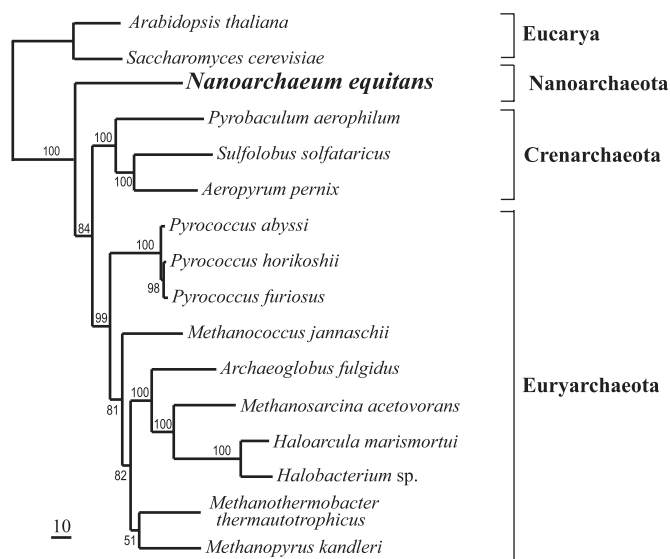 Arabidopsis thaliana
Eucarya
Saccharomyces cerevisiae
Nanoarchaeum equitans
Nanoarchaeota
100
Pyrobaculum aerophilum
100
Sulfolobus solfataricus
Crenarchaeota
100
Aeropyrum pernix
84
Pyrococcus abyssi
100
Pyrococcus horikoshii
98
Pyrococcus furiosus
99
Methanococcus jannaschii
Archaeoglobus fulgidus
Euryarchaeota
100
81
Methanosarcina acetovorans
100
Haloarcula marismortui
100
Halobacterium sp.
82
Methanothermobacter
thermautotrophicus
10
51
Methanopyrus kandleri